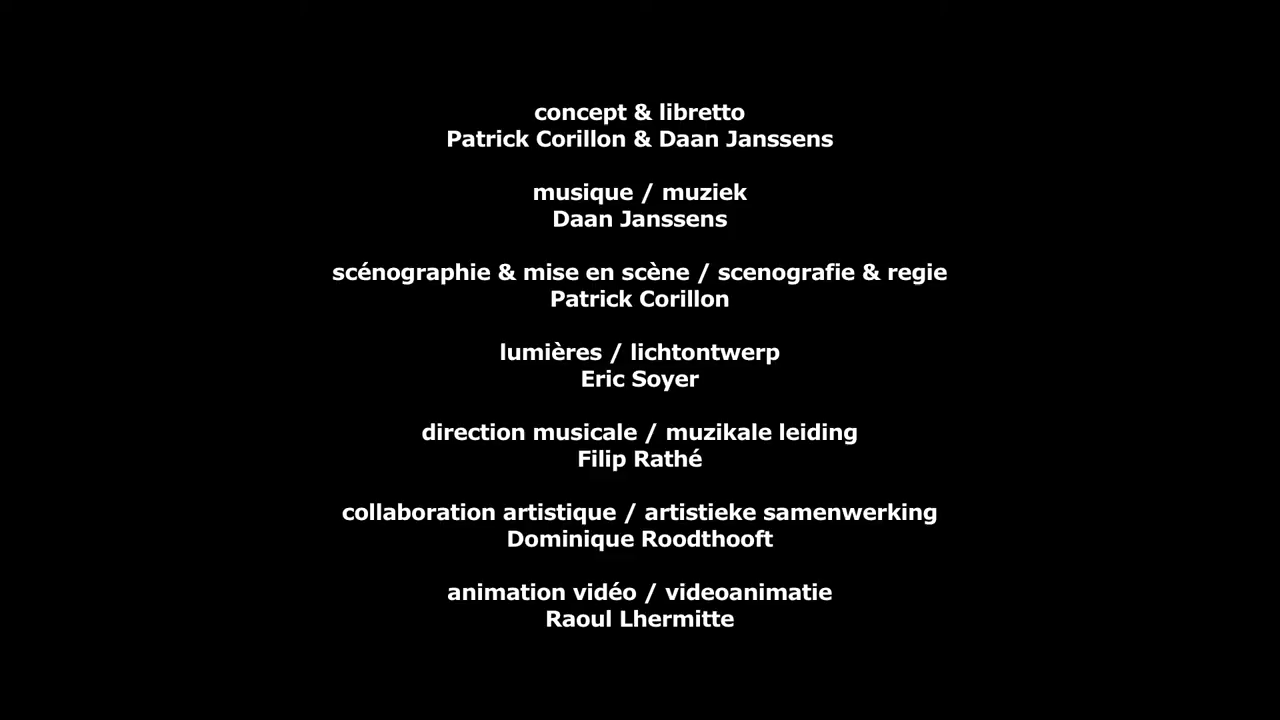 concept & libretto
Patrick Corillon & Daan Janssens
musique / muziek
Daan Janssens
scénographie & mise en scène / scenografie & regie
Patrick Corillon
lumières / lichtontwerp
Eric Soyer
direction musicale / muzikale leiding
Filip Rathé
collaboration artistique / artistieke samenwerking
Dominique Roodthooft
animation vidéo / videoanimatie
Raoul Lhermitte